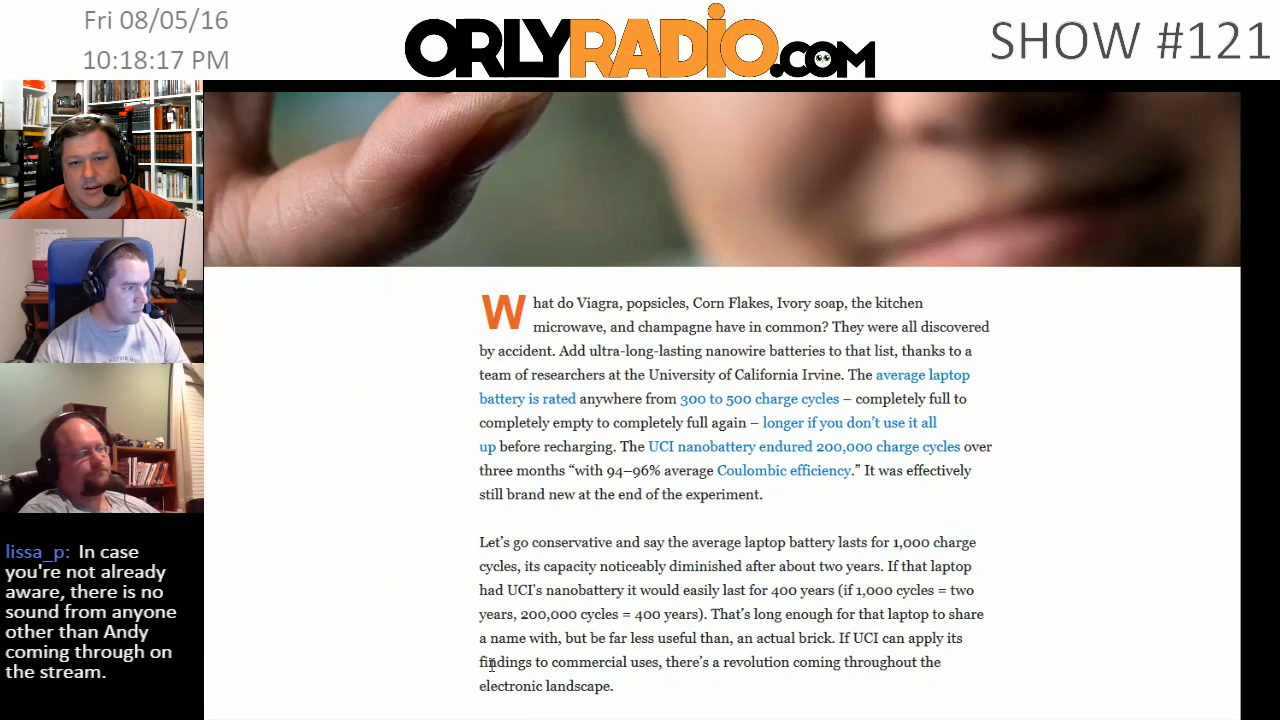 Fri 08/05/16
10:18:17 PM
ORLYRADIO.COM
SHOW #121
What do Viagra, popsicles, Corn Flakes, Ivory soap, the kitchen
microwave, and champagne have in common? They were all discovered
by accident. Add ultra-long-lasting nanowire batteries to that list, thanks to a
team of researchers at the University of California Irvine. The average laptop
battery is rated anywhere from 300 to 500 charge cycles – completely full to
completely empty to completely full again – longer if you don't use it all
up before recharging. The UCI nanobattery endured 200,000 charge cycles over
three months “with 94–96% average Coulombic efficiency.” It was effectively
still brand new at the end of the experiment.
Let's go conservative and say the average laptop battery lasts for 1,000 charge
cycles, its capacity noticeably diminished after about two years. If that laptop
had UCI's nanobattery it would easily last for 400 years (if 1,000 cycles = two
years, 200,000 cycles = 400 years). That's long enough for that laptop to share
a name with, but be far less useful than, an actual brick. If UCI can apply its
findings to commercial uses, there's a revolution coming throughout the
electronic landscape.
lissa_p: In case
you're not already
aware, there is no
sound from anyone
other than Andy
coming through on
the stream.